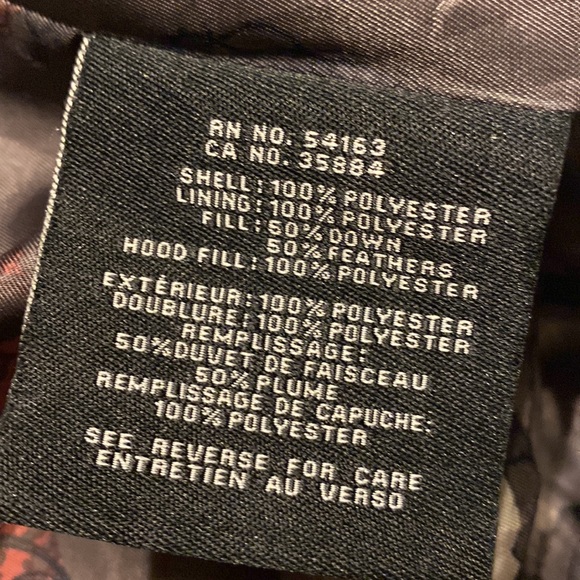 RN NO. 54163
CA NO. 35884
SHELL: 100% POLYESTER
LINING: 100% POLYESTER
FILL: 50% DOWN
50% FEATHERS
HOOD FILL: 100% POLYESTER
EXTÉRIEUR: 100% POLYESTER
DOUBLURE: 100% POLYESTER
REMPLISSAGE:
50%DUVET DE FAISCEAU
50% PLUME
REMPLISSAGE DE CAPUCHE:
100% POLYESTER
SEE REVERSE FOR CARE
ENTRETIEN AU VERSO